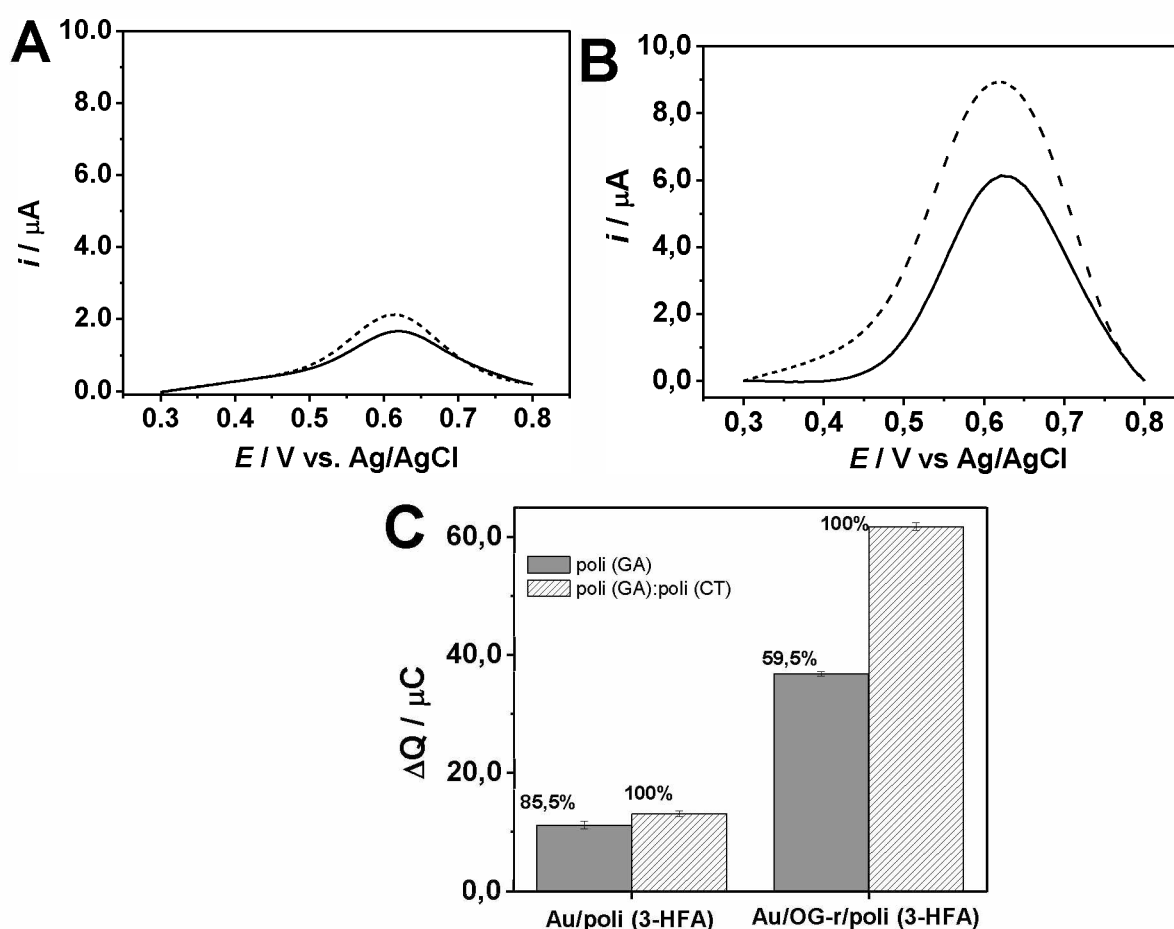 A
10.0
8.0
6.0
4.0
2.0
0.0
i / μA
0.3 0.4 0.5 0.6 0.7 0.8
E / V vs. Ag/AgCl
B
10,0
8,0
6,0
4,0
2,0
0,0
i / μA
0,3 0,4 0,5 0,6 0,7 0,8
E / V vs Ag/AgCl
C
60,0
40,0
20,0
0,0
ΔQ / μC
poli (GA)
poli (GA):poli (CT)
85,5%
100%
59,5%
100%
Au/poli (3-HFA)
Au/OG-r/poli (3-HFA)